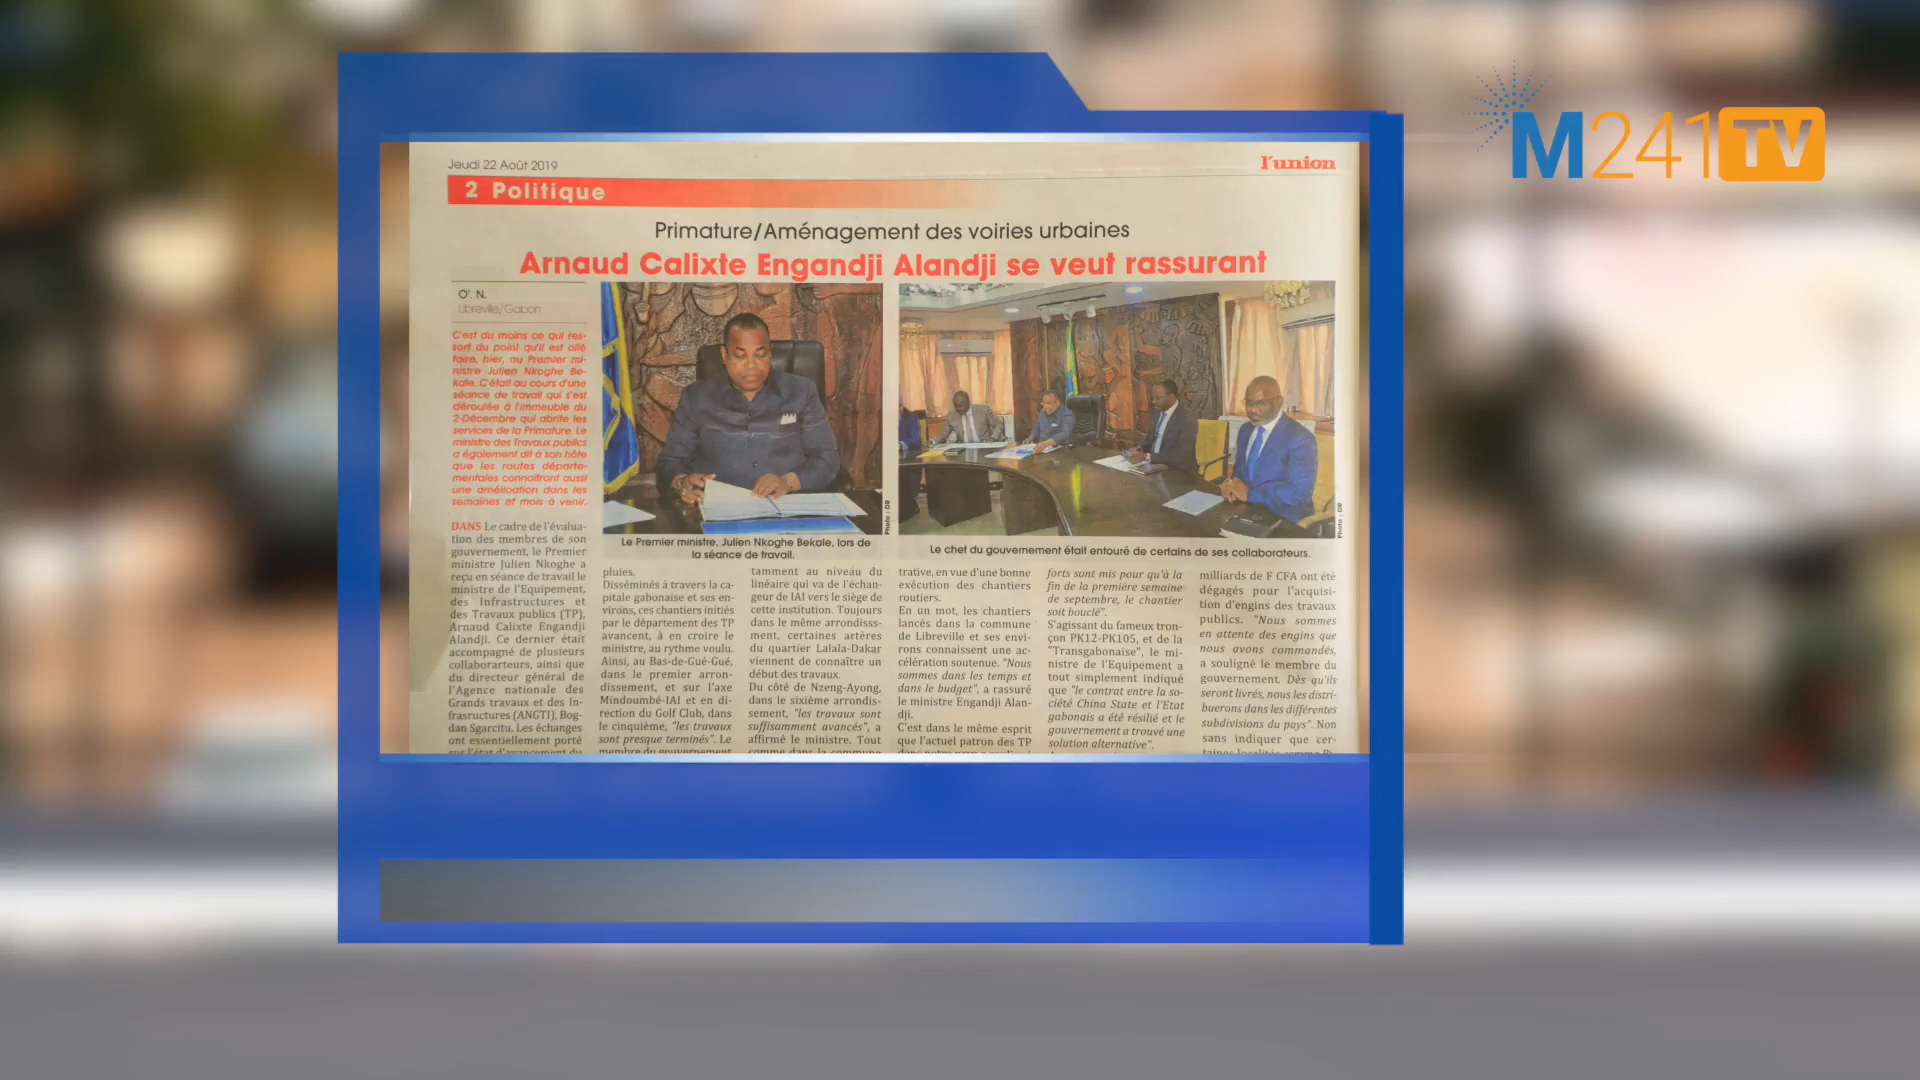 M241TV
Jeudi 22 Août 2019
l'union
2 Politique
Primature/Aménagement des voiries urbaines
Arnaud Calixte Engandji Alandji se veut rassurant
O'. N.
Libreville/Gabon
C'est du moins ce qui res-
sort du point qu'il est allé
faire, hier, au Premier mi-
nistre Julien Nkoghe Be-
kale. C'était au cours d'une
séance de travail qui s'est
déroulée à l'immeuble du
2-Décembre qui abrite les
services de la Primature. Le
ministre des Travaux publics
a également dit à son hôte
que les routes départe-
mentales connaîtront aussi
une amélioation dans les
semaines et mois à venir.
DANS Le cadre de l'évalua-
tion des membres de son
gouvernement, le Premier
ministre Julien Nkoghe a
reçu en séance de travail le
ministre de l'Equipement,
des Infrastructures et
des Travaux publics (TP),
Arnaud Calixte Engandji
Alandji. Ce dernier était
accompagné de plusieurs
collaborarteurs, ainsi que
du directeur général de
l'Agence nationale des
Grands travaux et des In-
frasructures (ANGTI), Bog-
dan Sgarcitu. Les échanges
ont essentiellement porté
sur l'état d'avancement du
Photo : DR
Le Premier ministre, Julien Nkoghe Bekale, lors de
la séance de travail.
Photo : DR
Le chef du gouvernement était entouré de certains de ses collaborateurs.
pluies.
Disséminés à travers la ca-
pitale gabonaise et ses en-
virons, ces chantiers initiés
par le département des TP
avancent, à en croire le
ministre, au rythme voulu.
Ainsi, au Bas-de-Gué-Gué,
dans le premier arron-
dissement, et sur l'axe
Mindoumbé-IAI et en di-
rection du Golf Club, dans
le cinquième, "les travaux
sont presque terminés". Le
membre du gouvernement
tamment au niveau du
linéaire qui va de l'échan-
geur de IAI vers le siège de
cette institution. Toujours
dans le même arrondisss-
ment, certaines artères
du quartier Lalala-Dakar
viennent de connaître un
début des travaux.
Du côté de Nzeng-Ayong,
dans le sixième arrondis-
sement, "les travaux sont
suffisamment avancés", a
affirmé le ministre. Tout
comme dans la commune
trative, en vue d'une bonne
exécution des chantiers
routiers.
En un mot, les chantiers
lancés dans la commune
de Libreville et ses envi-
rons connaissent une ac-
célération soutenue. "Nous
sommes dans les temps et
dans le budget", a rassuré
le ministre Engandji Alan-
dji.
C'est dans le même esprit
que l'actuel patron des TP
forts sont mis pour qu'à la
fin de la première semaine
de septembre, le chantier
soit bouclé".
S'agissant du fameux tron-
çon PK12-PK105, et de la
"Transgabonaise", le mi-
nistre de l'Equipement a
tout simplement indiqué
que "le contrat entre la so-
ciété China State et l'Etat
gabonais a été résilié et le
gouvernement a trouvé une
solution alternative".
milliards de F CFA ont été
dégagés pour l'acquisi-
tion d'engins des travaux
publics. "Nous sommes
en attente des engins que
nous avons commandés,
a souligné le membre du
gouvernement. Dès qu'ils
seront livrés, nous les distri-
buerons dans les différentes
subdivisions du pays". Non
sans indiquer que cer-
taines localités comme